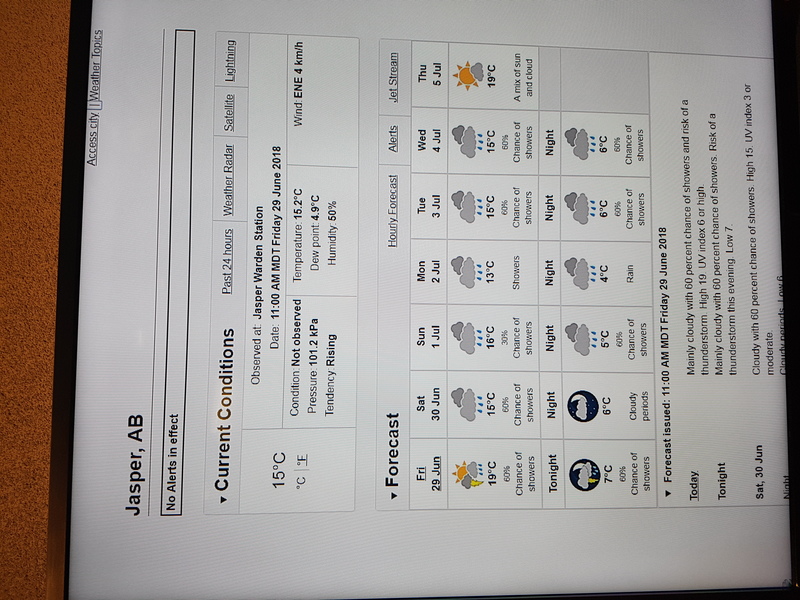 Access city | Weather Topics
Jasper, AB
No Alerts in effect
▼ Current Conditions Past 24 hours Weather Radar Satellite Lightning
15°C
°C | °F
Observed at: Jasper Warden Station
Date: 11:00 AM MDT Friday 29 June 2018
Condition: Not observed Temperature: 15.2°C Wind: ENE 4 km/h
Pressure: 101.2 kPa Dew point: 4.9°C
Tendency: Rising Humidity: 50%
▼ Forecast Hourly Forecast Alerts Jet Stream
Fri Sat Sun Mon Tue Wed Thu
29 Jun 30 Jun 1 Jul 2 Jul 3 Jul 4 Jul 5 Jul
19°C 15°C 16°C 13°C 15°C 15°C 19°C
60% 60% 30% 60% 60%
Chance of Chance of Chance of Showers Chance of Chance of A mix of sun
showers showers showers showers showers and cloud
Tonight Night Night Night Night Night
7°C 6°C 5°C 4°C 6°C 6°C
60% 60% 60% 60%
Chance of Cloudy Chance of Rain Chance of Chance of
showers periods showers showers showers
▼ Forecast issued: 11:00 AM MDT Friday 29 June 2018
Today Mainly cloudy with 60 percent chance of showers and risk of a
thunderstorm. High 19. UV index 6 or high.
Tonight Mainly cloudy with 60 percent chance of showers. Risk of a
thunderstorm this evening. Low 7.
Sat, 30 Jun Cloudy with 60 percent chance of showers. High 15. UV index 3 or
moderate.
Night Cloudy periods. Low 6.